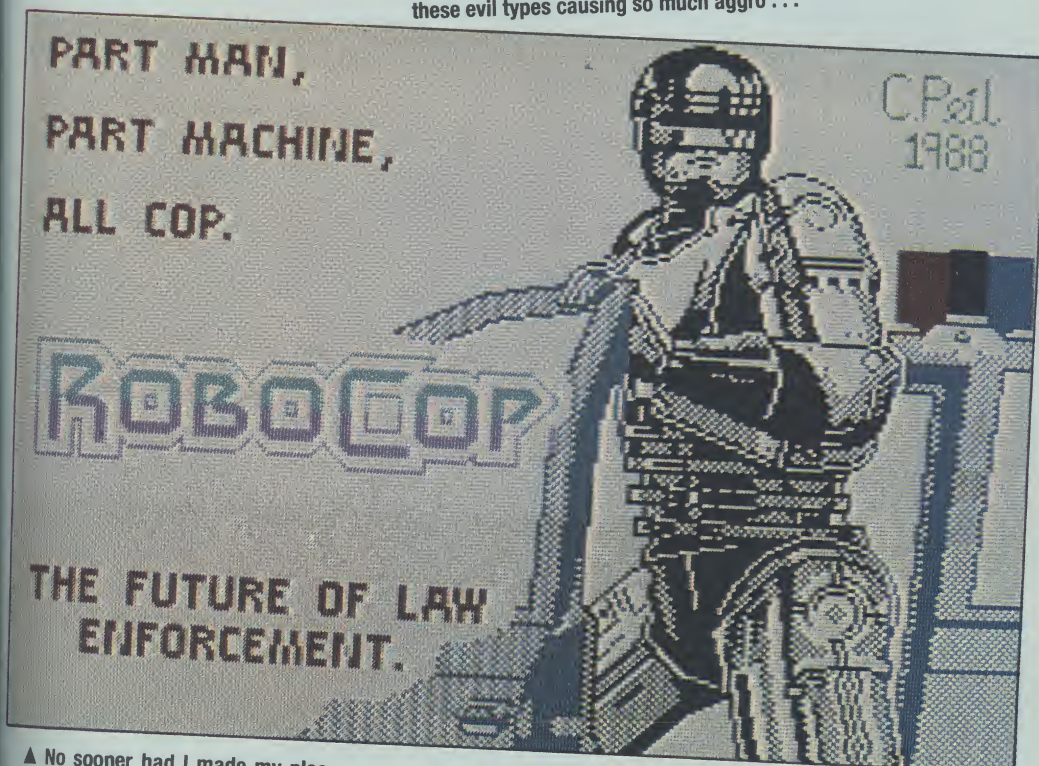 these evil types causing so much aggro . . .
PART MAN,
PART MACHINE,
ALL COP.
C.Peil.
1988
ROBOCOP
THE FUTURE OF LAW
ENFORCEMENT.
▲ No sooner had I made my